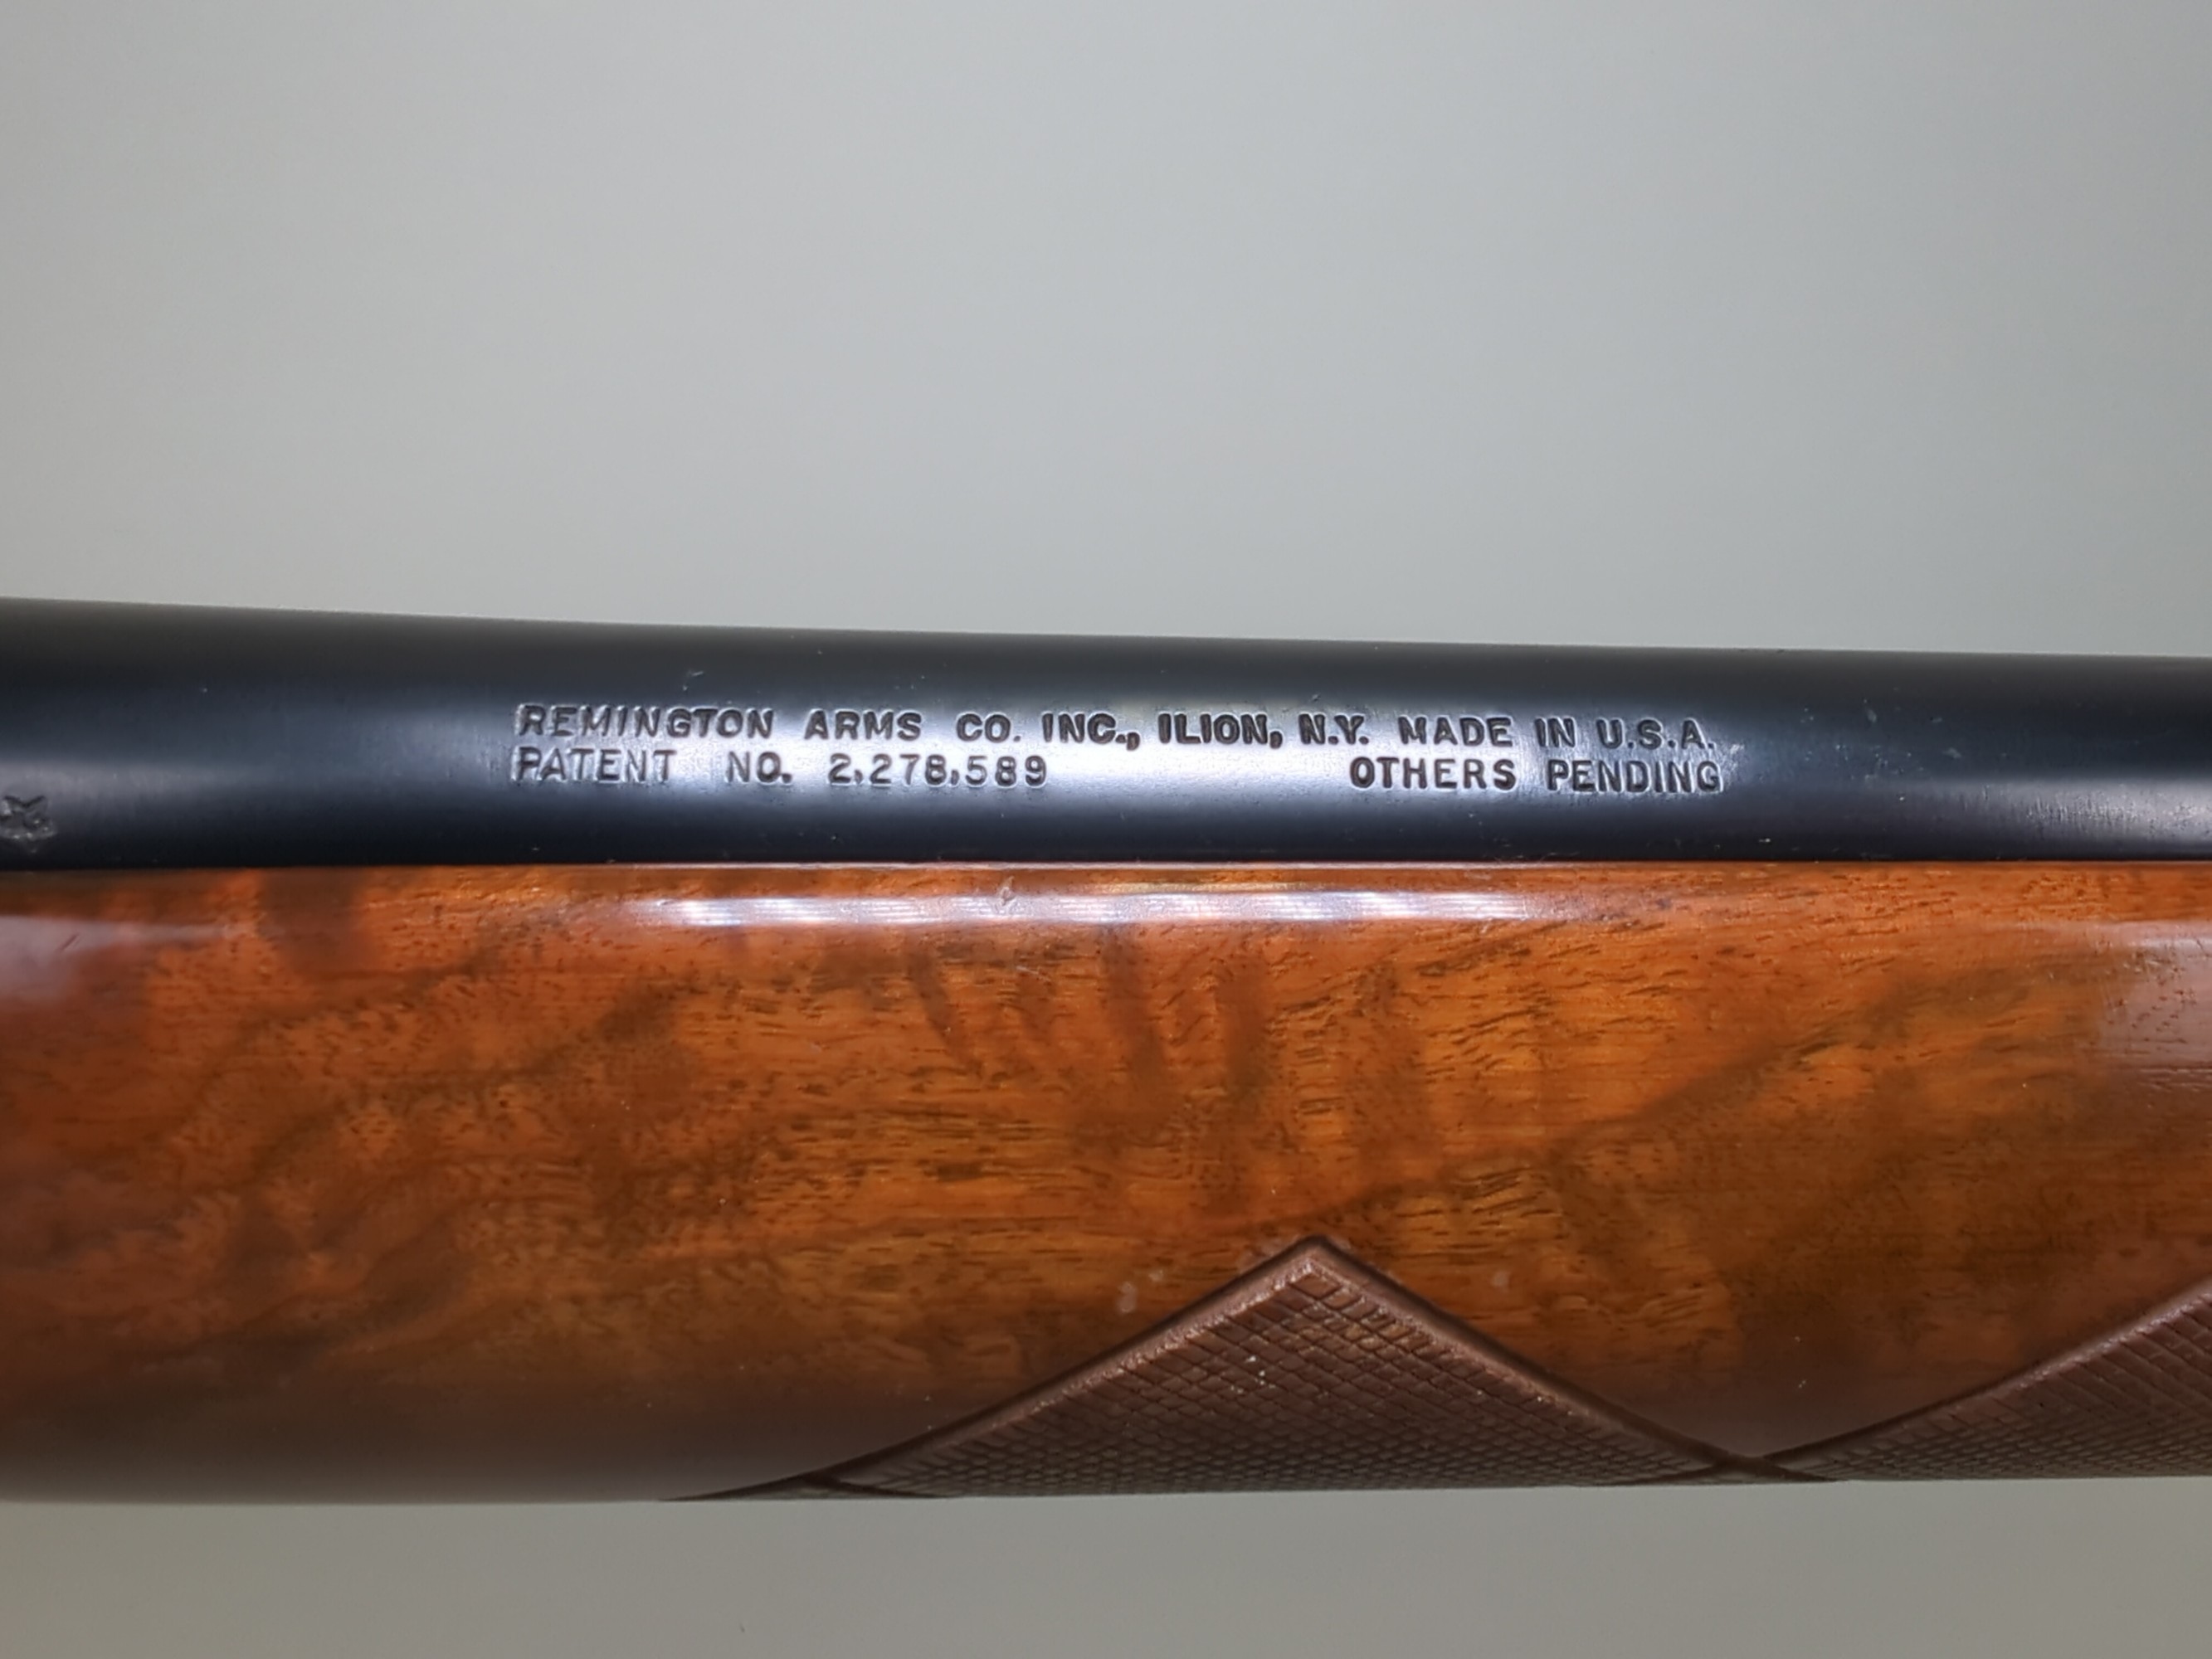 REMINGTON ARMS CO. INC., ILION, N.Y. MADE IN U.S.A.
PATENT NO. 2,278,589 OTHERS PENDING